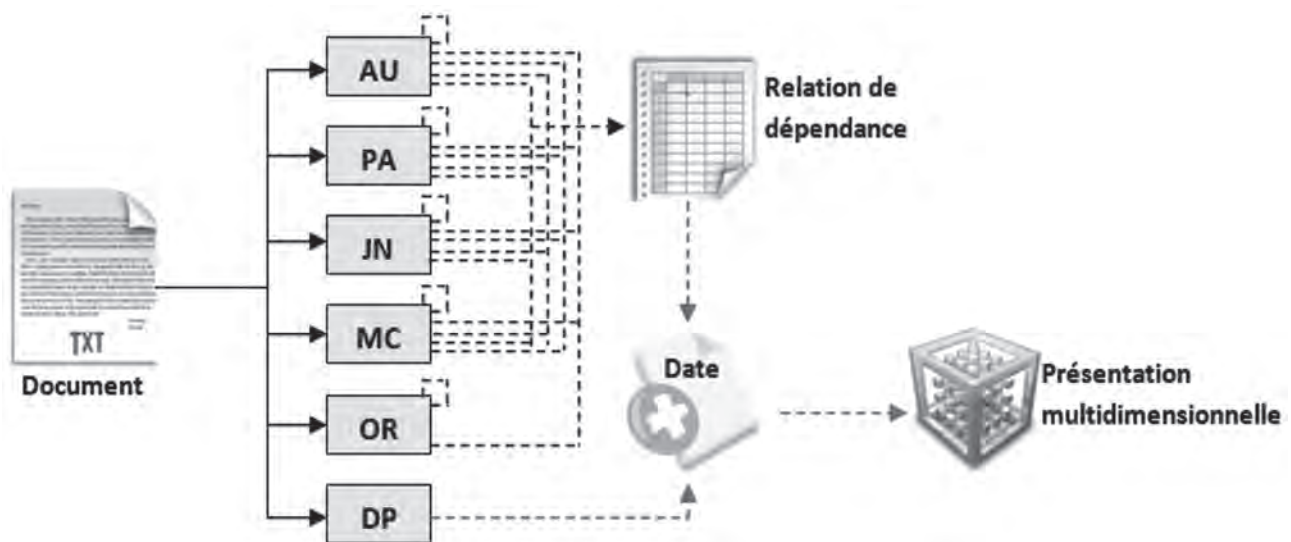 AU
PA
JN
MC
OR
DP
TXT
Document
Relation de
dépendance
Date
Présentation
multidimensionnelle